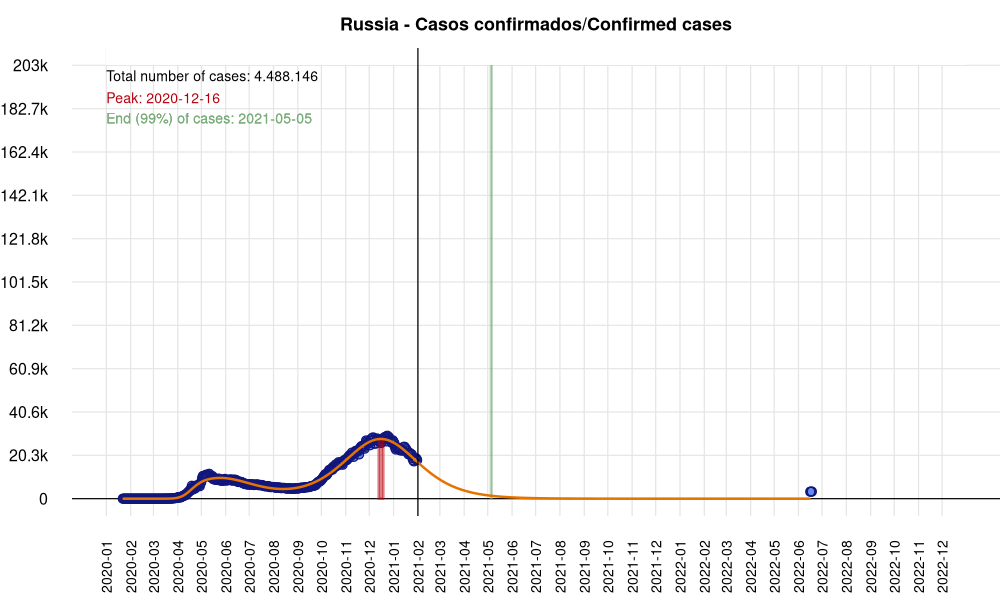 Russia - Casos confirmados/Confirmed cases
Total number of cases: 4.488.146
Peak: 2020-12-16
End (99%) of cases: 2021-05-05
203k
182.7k
162.4k
142.1k
121.8k
101.5k
81.2k
60.9k
40.6k
20.3k
0
2020-01
2020-02
2020-03
2020-04
2020-05
2020-06
2020-07
2020-08
2020-09
2020-10
2020-11
2020-12
2021-01
2021-02
2021-03
2021-04
2021-05
2021-06
2021-07
2021-08
2021-09
2021-10
2021-11
2021-12
2022-01
2022-02
2022-03
2022-04
2022-05
2022-06
2022-07
2022-08
2022-09
2022-10
2022-11
2022-12